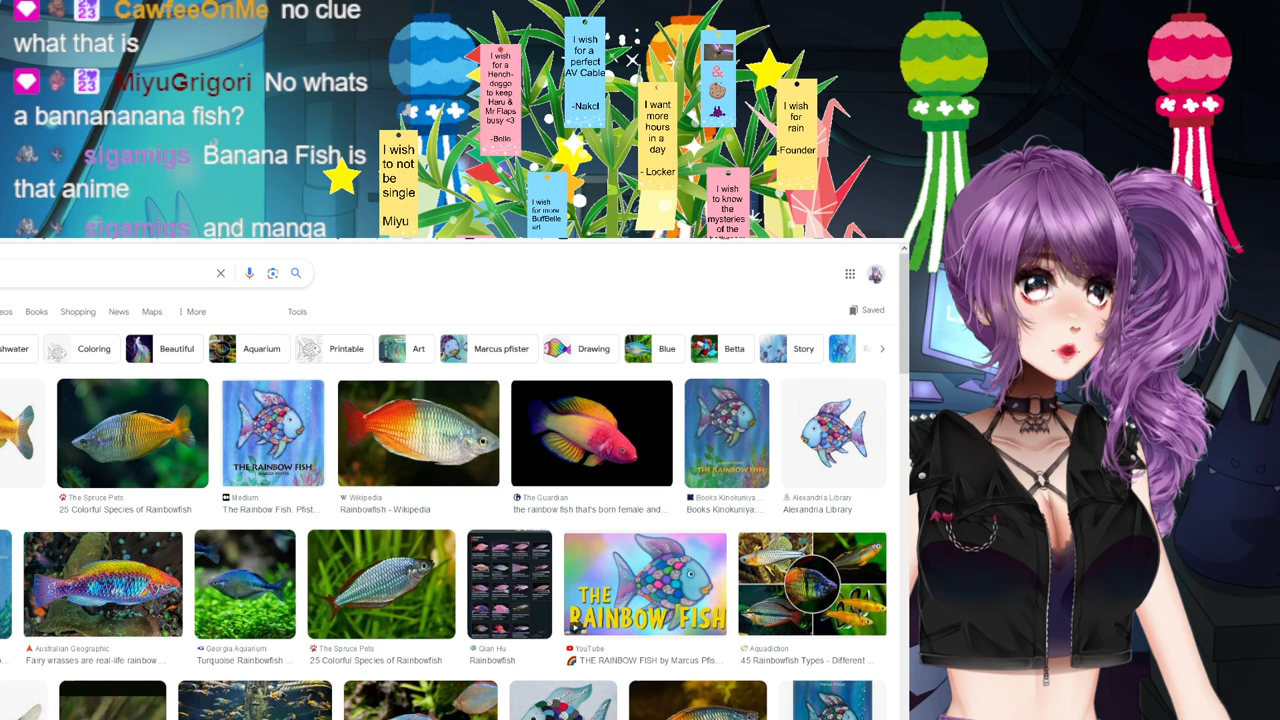 CawfeeOnMe no clue
what that is
MiyuGrigori No whats
a bannananana fish?
sigamigs Banana Fish is
that anime
sigamigs and manga
I wish
for a
Hench-
doggo
to keep
Haru &
Mr Flaps
busy <3
I wish
for a
perfect
AV Cable
-Nakcl
I want
more
hours
in a
day
- Locker
&
I wish
for
rain
-Founder
I wish
to not
be
single
Miyu
I wish
for more
BuffBelle
art
I wish
to know
the
mysteries
of the
Books
Shopping
News
Maps
More
Tools
Saved
Coloring
Beautiful
Aquarium
Printable
Art
Marcus pfister
Drawing
Blue
Betta
Story
THE RAINBOW FISH
THE RAINBOW FISH
The Spruce Pets
25 Colorful Species of Rainbowfish
Medium
The Rainbow Fish. Pfist...
Wikipedia
Rainbowfish - Wikipedia
The Guardian
the rainbow fish that's born female and...
Books Kinokuniya ...
Books Kinokuniya:...
Alexandria Library
Alexandria Library
THE
RAINBOW FISH
Australian Geographic
Fairy wrasses are real-life rainbow ...
Georgia Aquarium
Turquoise Rainbowfish ...
The Spruce Pets
25 Colorful Species of Rainbowfish
Qian Hu
Rainbowfish
YouTube
THE RAINBOW FISH by Marcus Pfis...
Aquadiction
45 Rainbowfish Types - Different ...